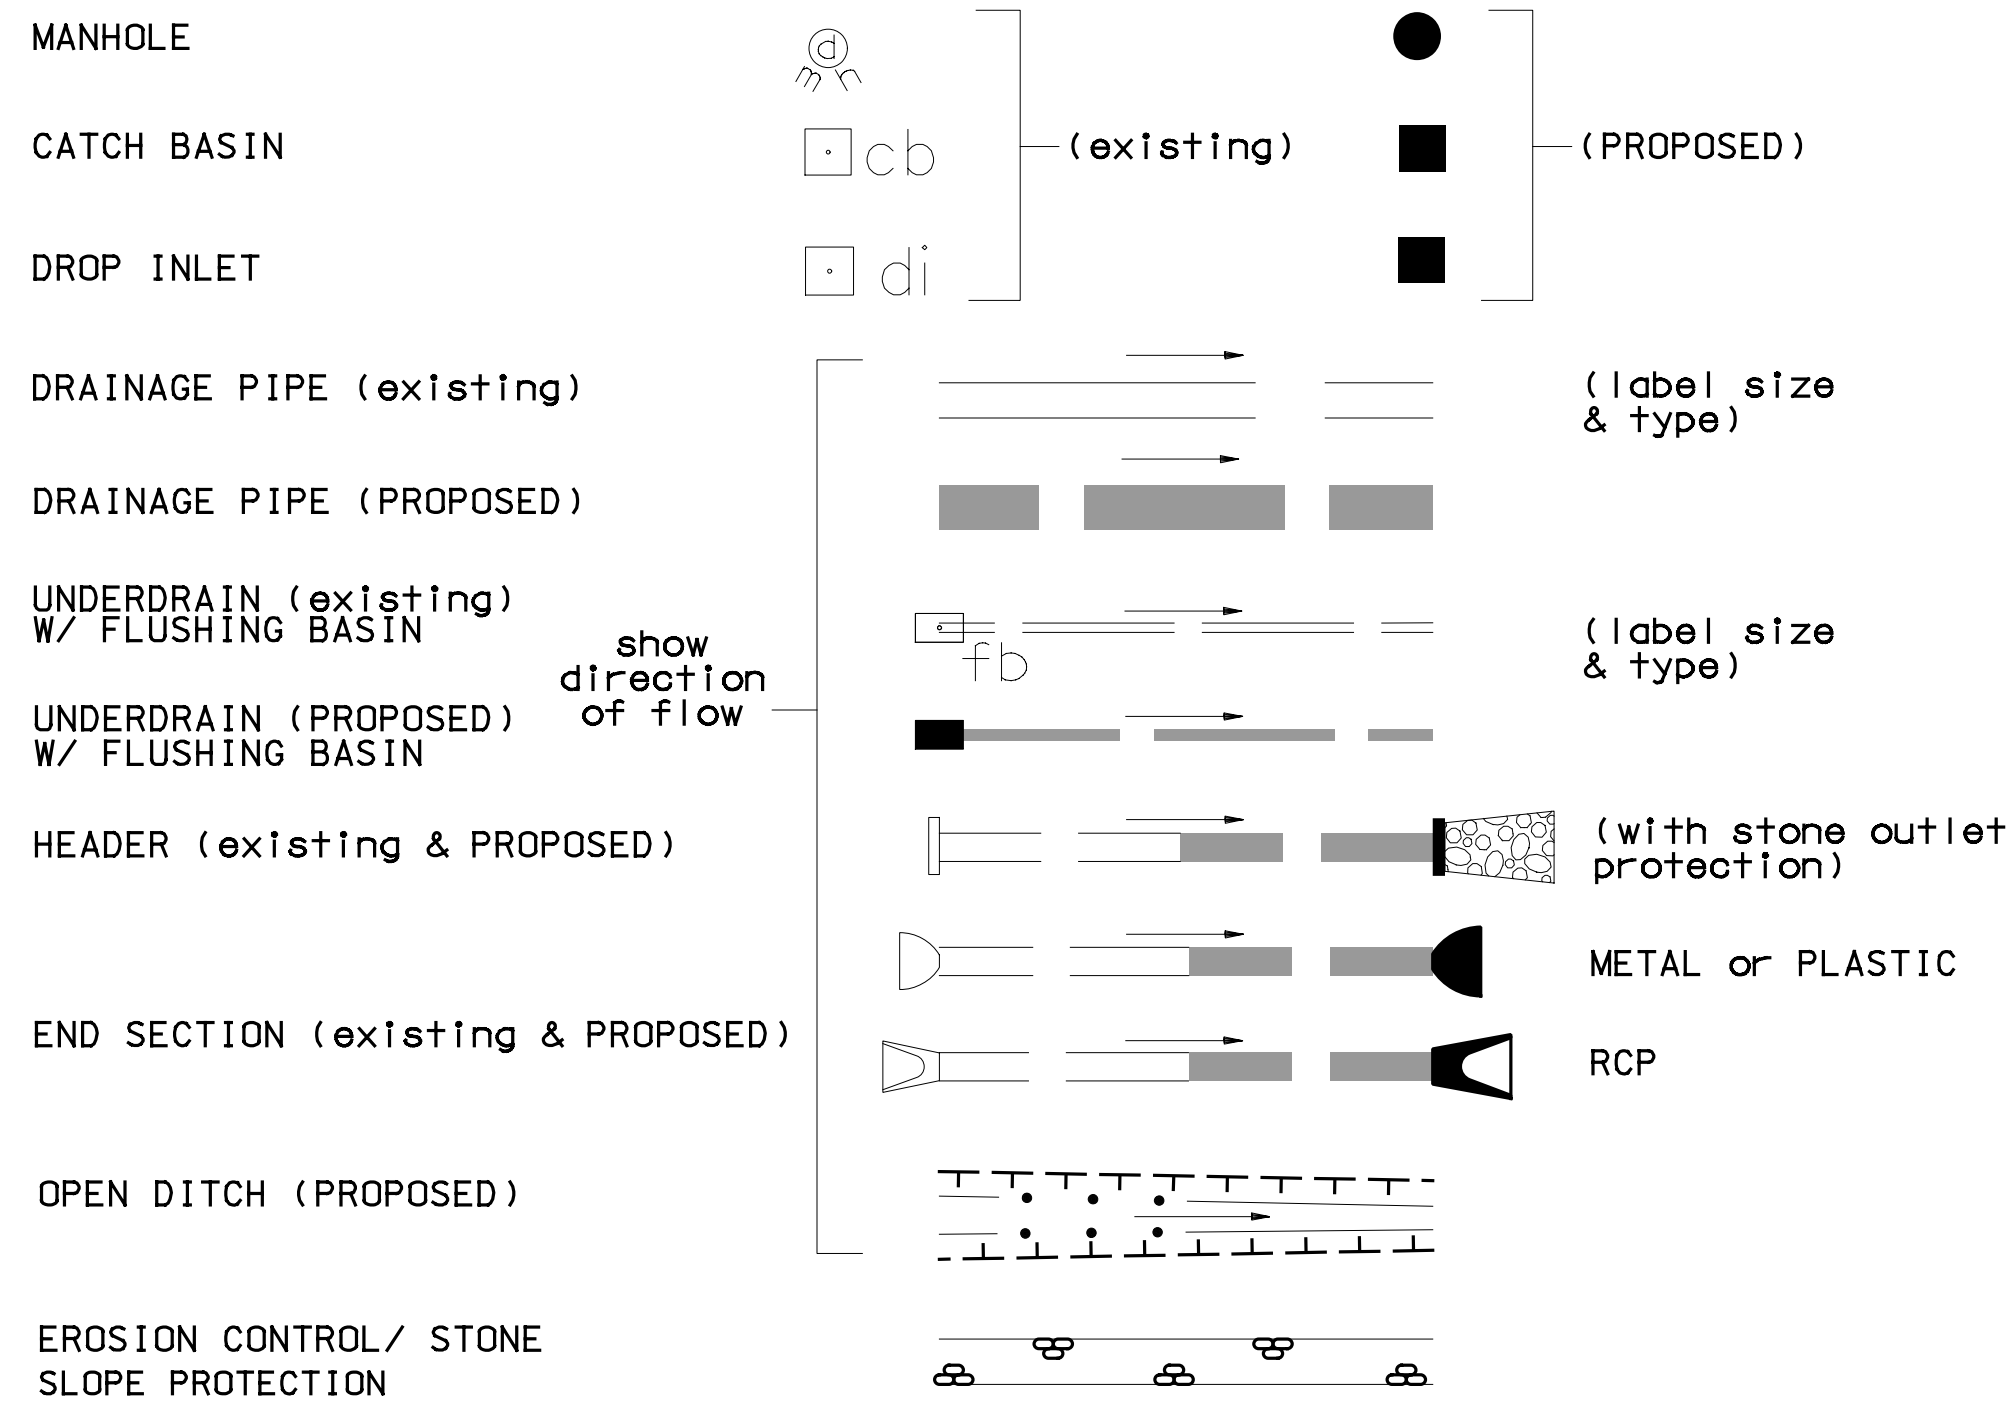 MANHOLE
d
mh
CATCH BASIN
cb
(existing)
(PROPOSED)
DROP INLET
di
DRAINAGE PIPE (existing)
(label size
& type)
DRAINAGE PIPE (PROPOSED)
UNDERDRAIN (existing)
W/ FLUSHING BASIN
fb
(label size
& type)
show
direction
of flow
UNDERDRAIN (PROPOSED)
W/ FLUSHING BASIN
HEADER (existing & PROPOSED)
(with stone outlet
protection)
METAL or PLASTIC
END SECTION (existing & PROPOSED)
RCP
OPEN DITCH (PROPOSED)
EROSION CONTROL/ STONE
SLOPE PROTECTION